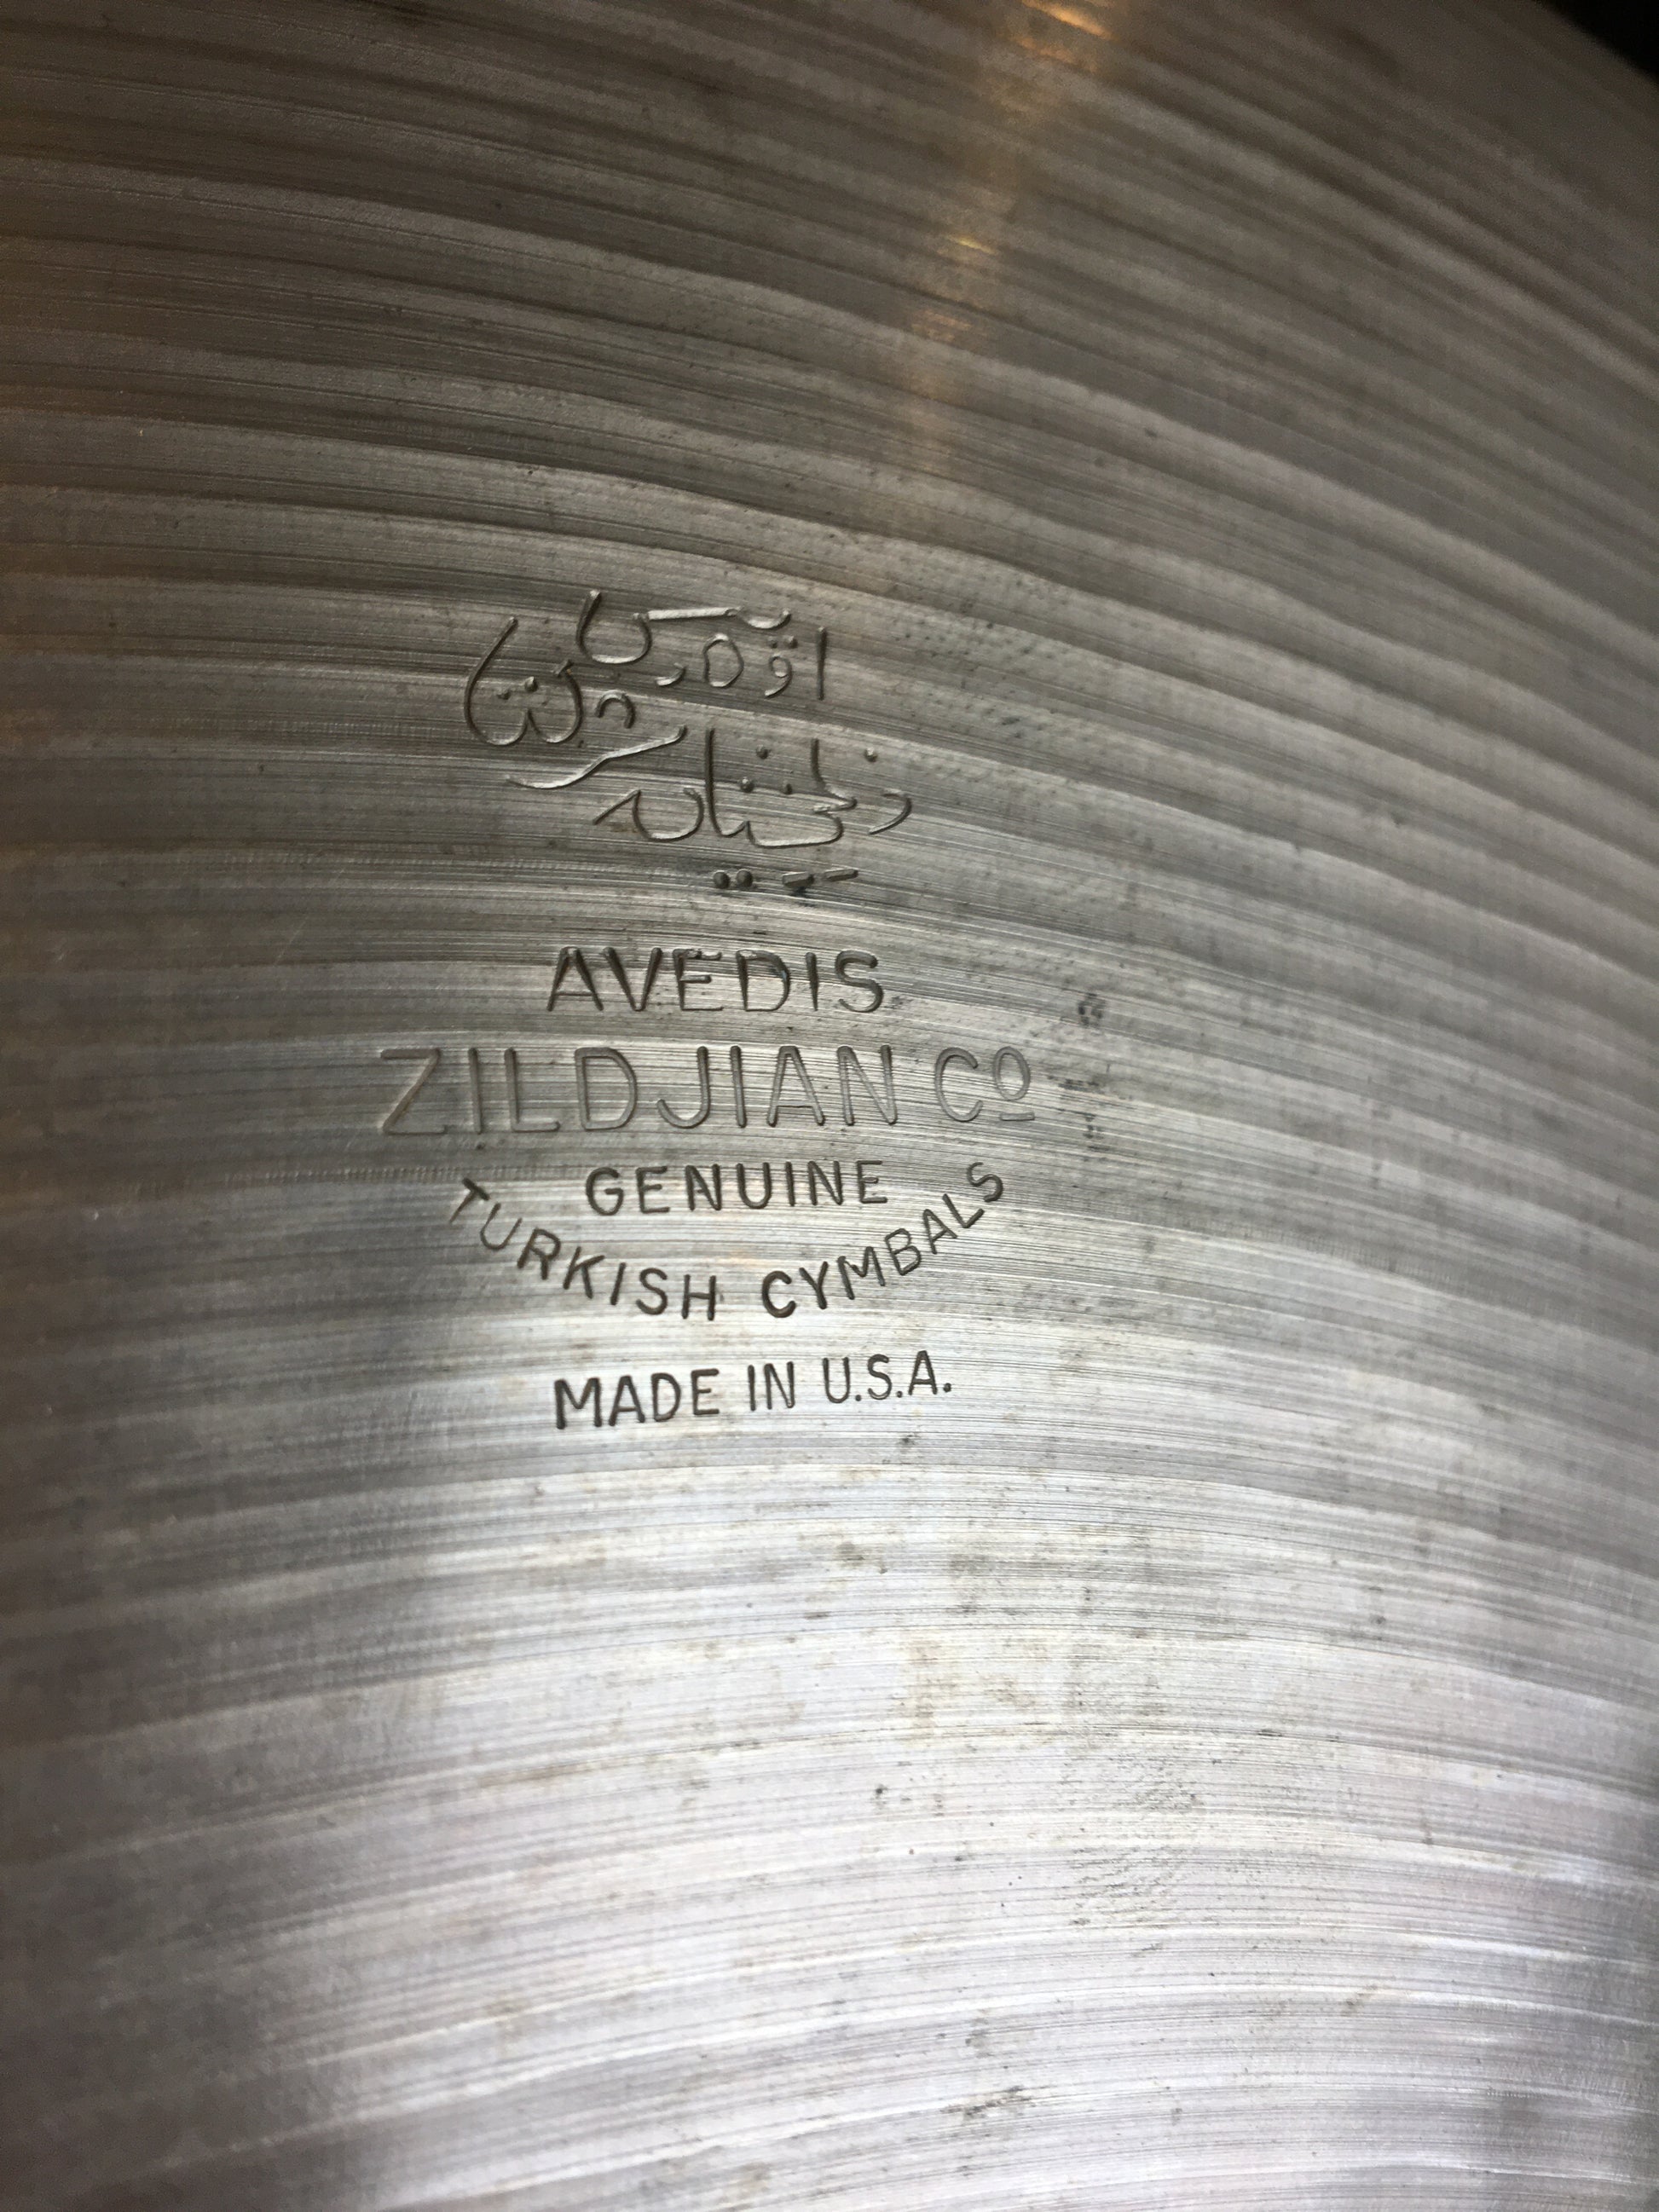 AVEDIS
ZILDJIAN Cº
GENUINE
TURKISH CYMBALS
MADE IN U.S.A.